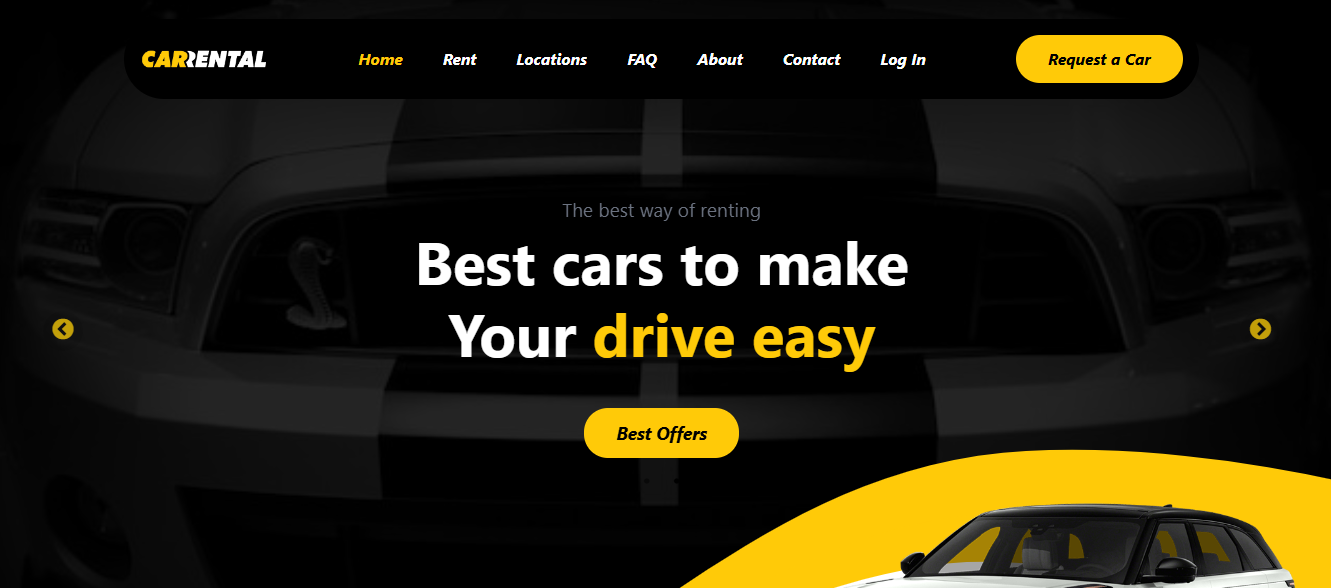 CARRENTAL Home Rent Locations FAQ About Contact Log In Request a Car
The best way of renting
Best cars to make
Your drive easy
Best Offers